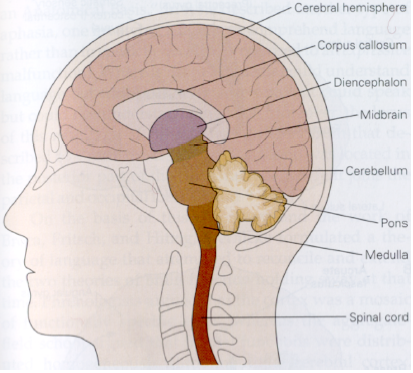 Cerebral hemisphere
Corpus callosum
Diencephalon
Midbrain
Cerebellum
Pons
Medulla
Spinal cord